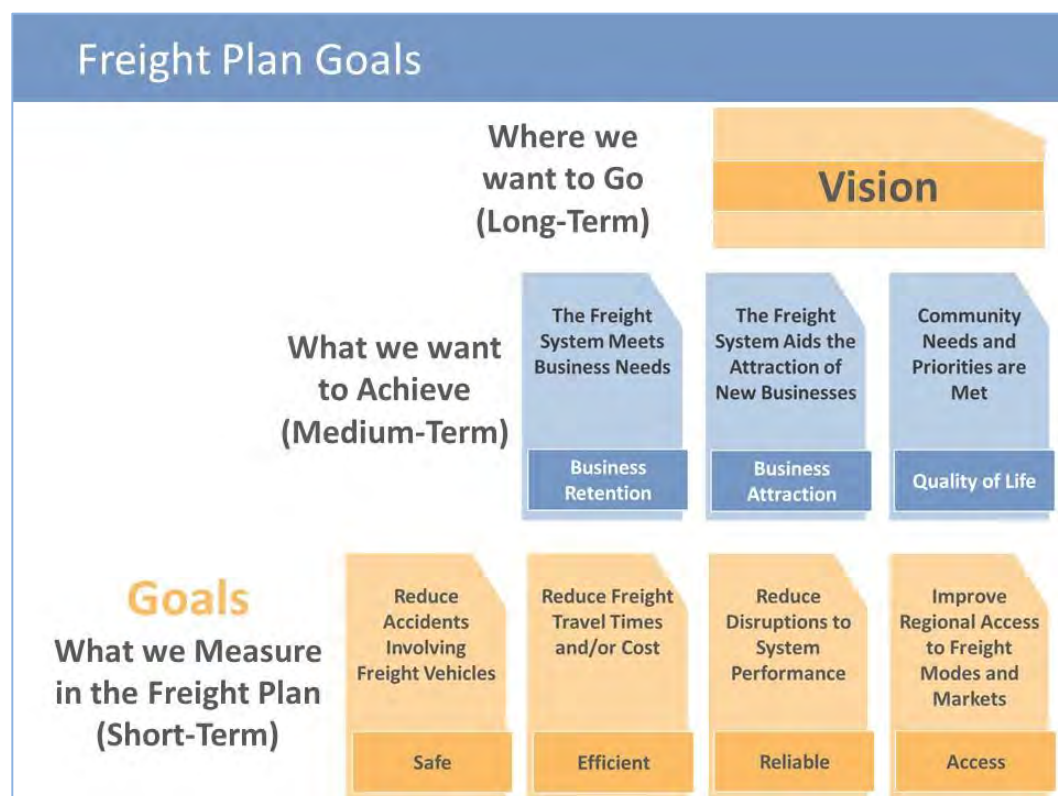 Freight Plan Goals
Where we
want to Go
(Long-Term)
Vision
What we want
to Achieve
(Medium-Term)
The Freight
System Meets
Business Needs
Business
Retention
The Freight
System Aids the
Attraction of
New Businesses
Business
Attraction
Community
Needs and
Priorities are
Met
Quality of Life
Goals
What we Measure
in the Freight Plan
(Short-Term)
Reduce
Accidents
Involving
Freight Vehicles
Safe
Reduce Freight
Travel Times
and/or Cost
Efficient
Reduce
Disruptions to
System
Performance
Reliable
Improve
Regional Access
to Freight
Modes and
Markets
Access